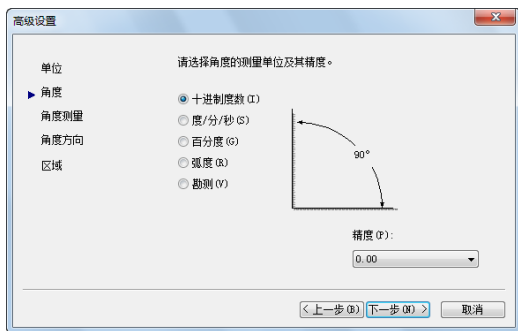 高级设置
单位
角度
角度测量
角度方向
区域
请选择角度的测量单位及其精度。
十进制度数(I)
度/分/秒(S)
百分度(G)
弧度(R)
勘测(V)
90°
精度(P):
0.00
< 上一步(B)
下一步(N) >
取消